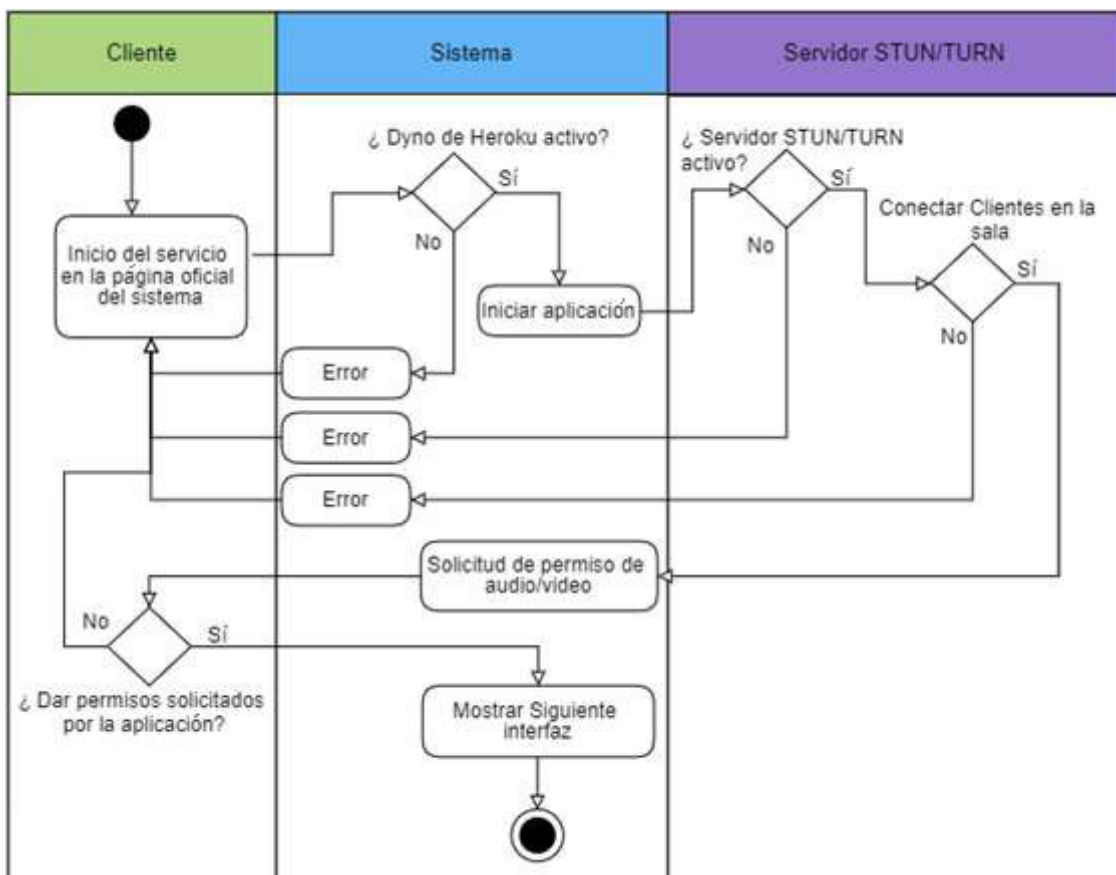 Cliente
Sistema
Servidor STUN/TURN
¿ Dyno de Heroku activo?
Sí
No
¿ Servidor STUN/TURN
activo?
Sí
No
Conectar Clientes en la
sala
Sí
No
Inicio del servicio
en la página oficial
del sistema
Iniciar aplicación
Error
Error
Error
Solicitud de permiso de
audio/video
No
Sí
¿ Dar permisos solicitados
por la aplicación?
Mostrar Siguiente
interfaz